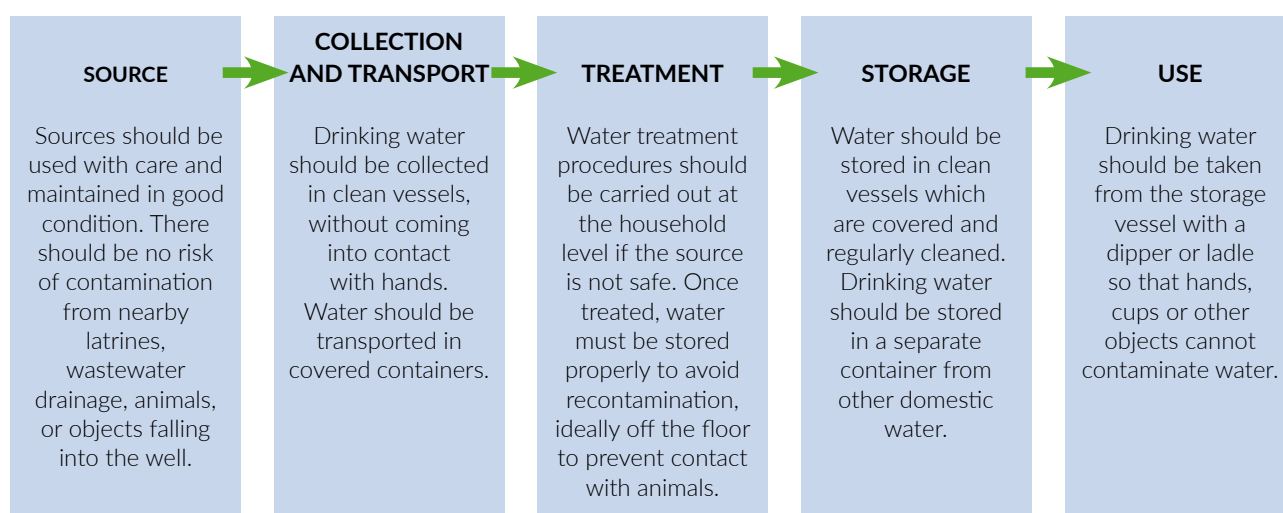 SOURCE
Sources should be
used with care and
maintained in good
condition. There
should be no risk
of contamination
from nearby
latrines,
wastewater
drainage, animals,
or objects falling
into the well.
COLLECTION
AND TRANSPORT
Drinking water
should be collected
in clean vessels,
without coming
into contact
with hands.
Water should be
transported in
covered containers.
TREATMENT
Water treatment
procedures should
be carried out at
the household
level if the source
is not safe. Once
treated, water
must be stored
properly to avoid
recontamination,
ideally off the floor
to prevent contact
with animals.
STORAGE
Water should be
stored in clean
vessels which
are covered and
regularly cleaned.
Drinking water
should be stored
in a separate
container from
other domestic
water.
USE
Drinking water
should be taken
from the storage
vessel with a
dipper or ladle
so that hands,
cups or other
objects cannot
contaminate water.